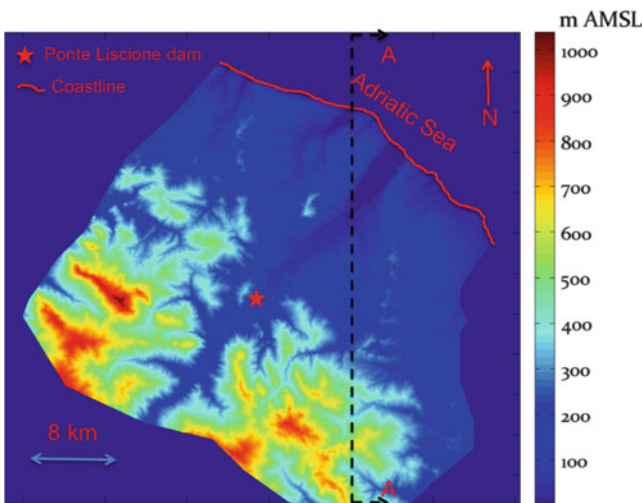 m AMSL
Ponte Liscione dam
Coastline
A
Adriatic Sea
N
1000
900
800
700
600
500
400
300
200
100
8 km
A